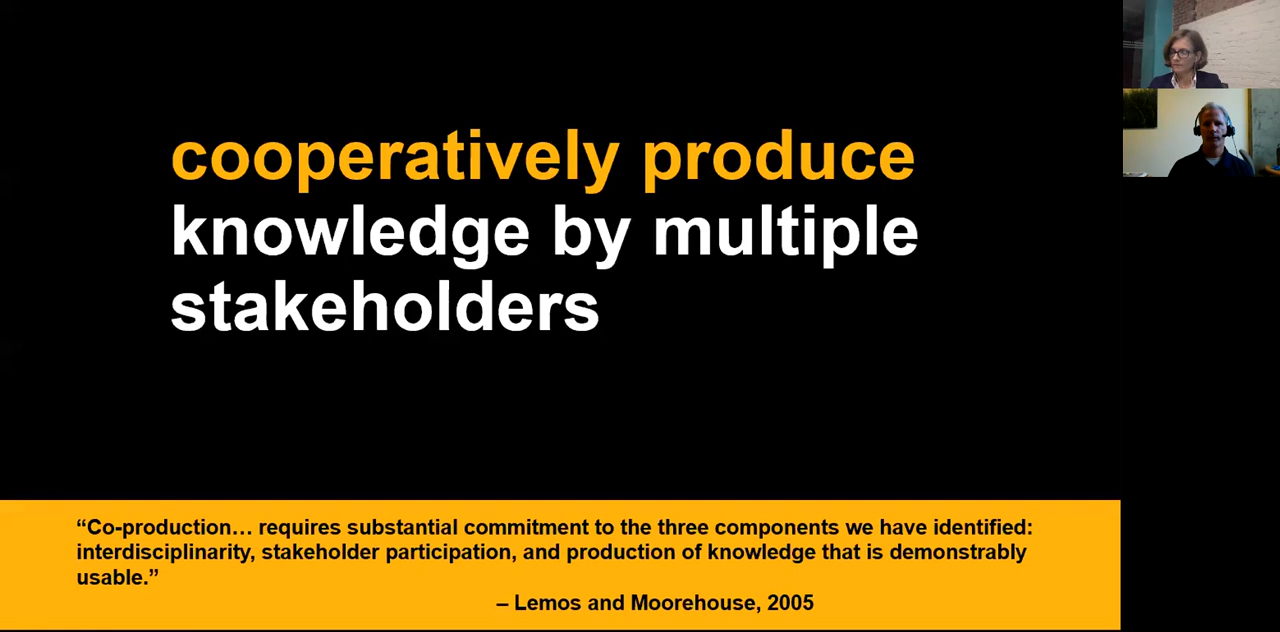 cooperatively produce
knowledge by multiple
stakeholders
“Co-production… requires substantial commitment to the three components we have identified:
interdisciplinarity, stakeholder participation, and production of knowledge that is demonstrably
usable.”
– Lemos and Moorehouse, 2005